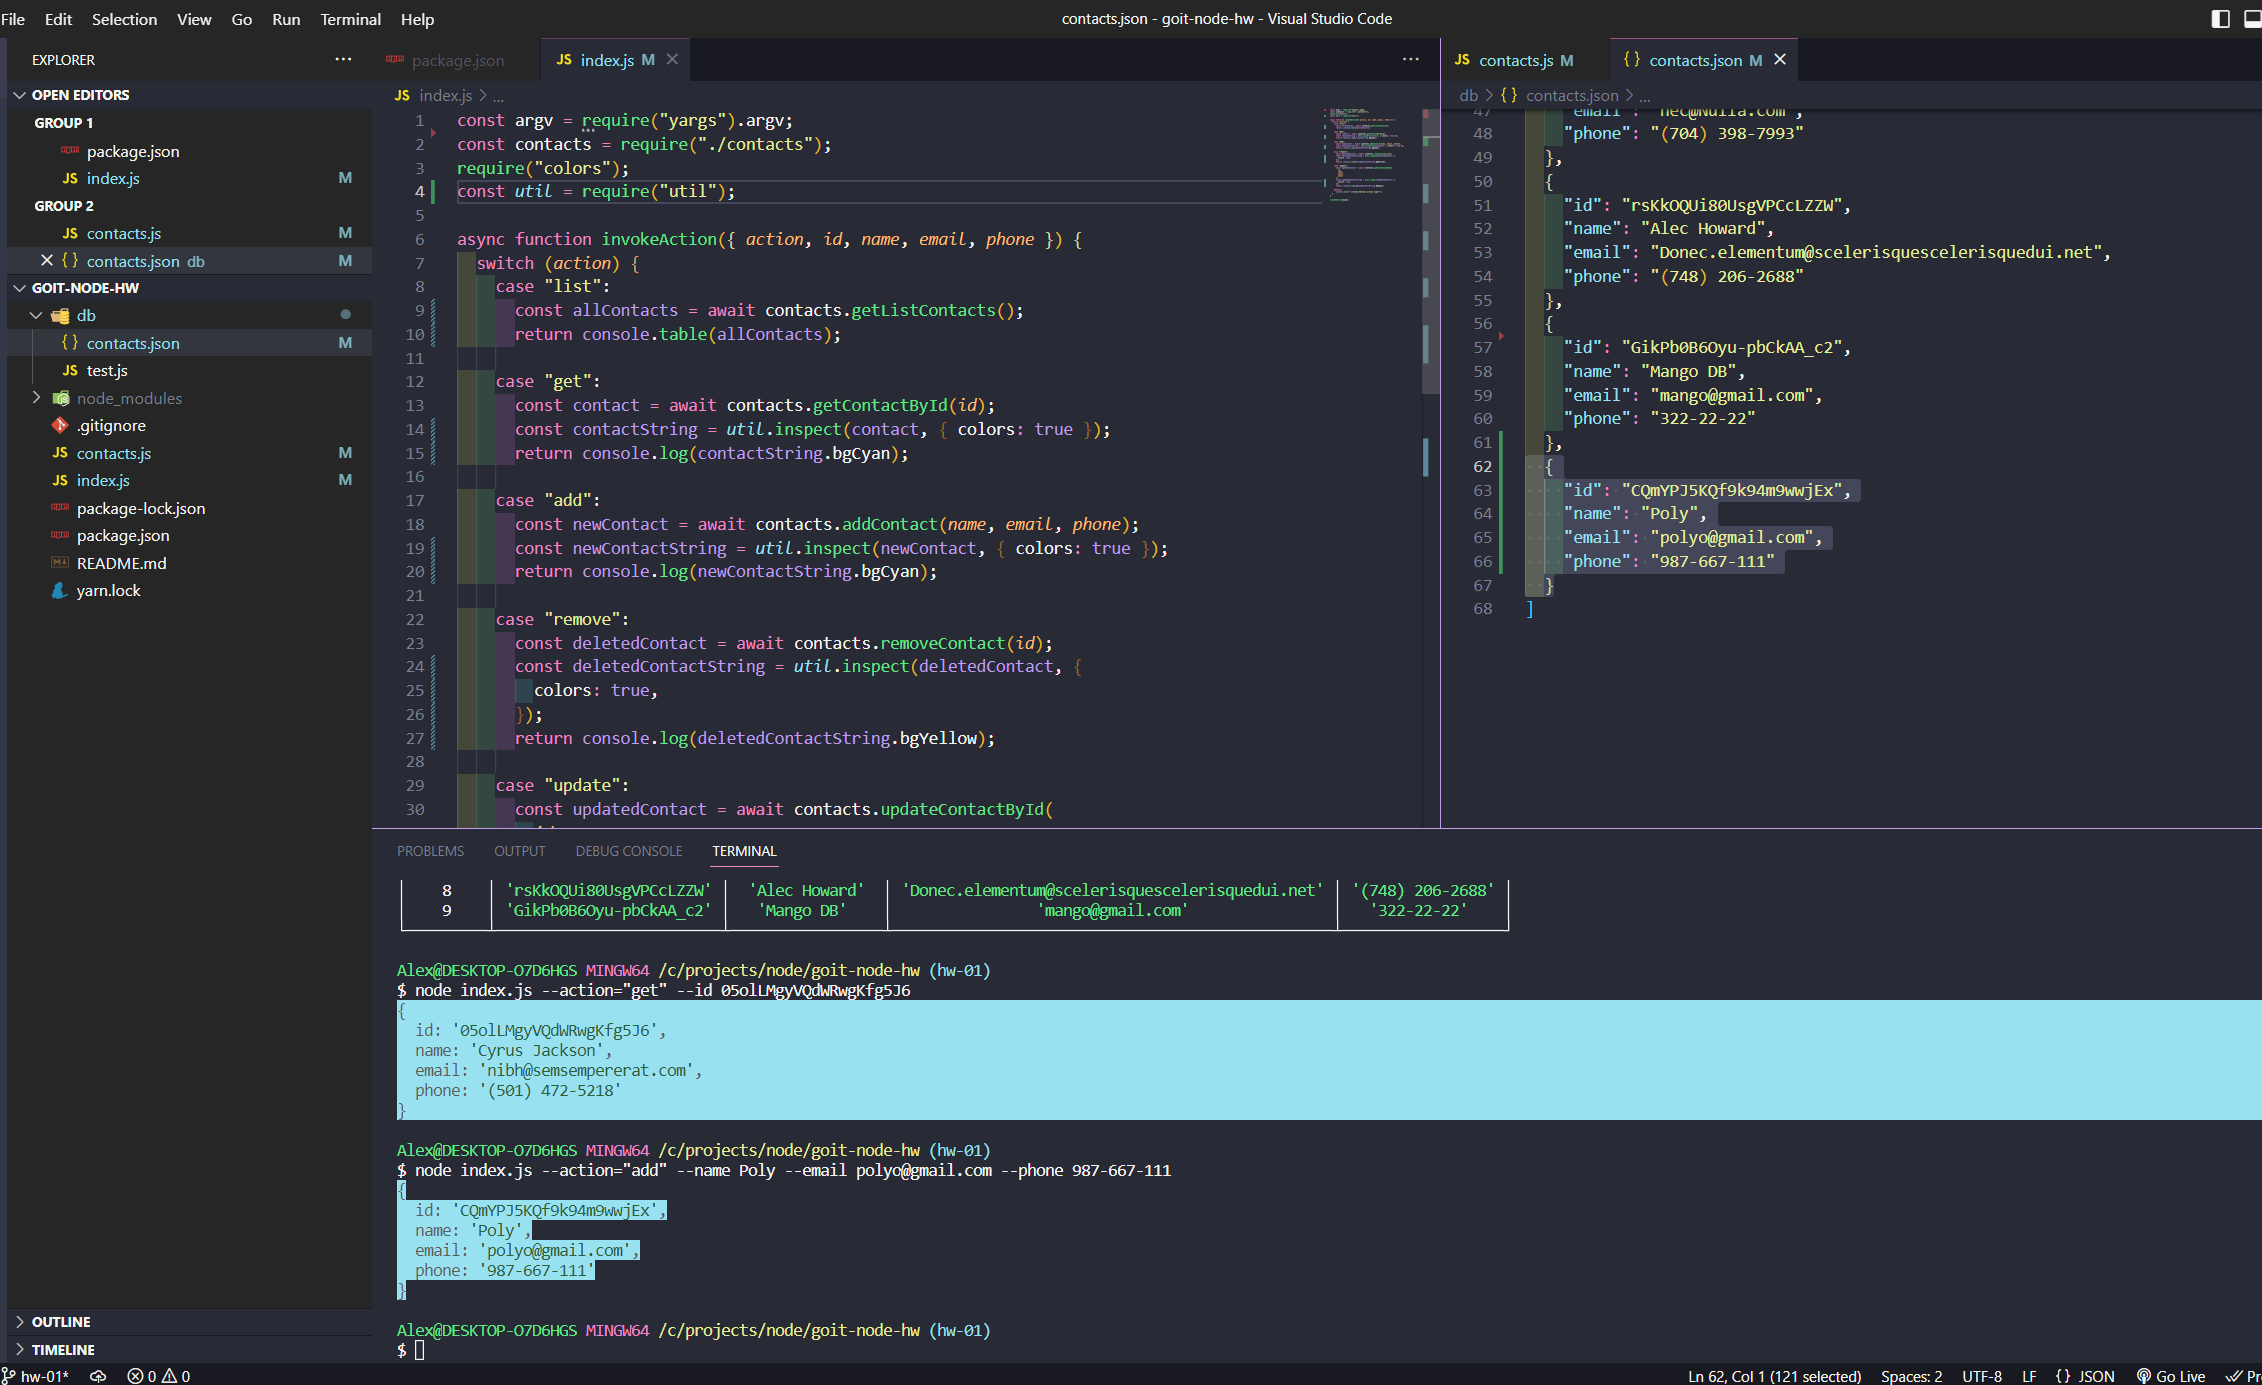 File Edit Selection View Go Run Terminal Help
contacts.json - goit-node-hw - Visual Studio Code
EXPLORER
OPEN EDITORS
GROUP 1
package.json
JS index.js M
GROUP 2
JS contacts.js M
{} contacts.json db M
GOIT-NODE-HW
db
{} contacts.json M
JS test.js
node_modules
.gitignore
JS contacts.js M
JS index.js M
package-lock.json
package.json
README.md
yarn.lock
OUTLINE
TIMELINE
package.json
JS index.js M
JS index.js > ...
1 const argv = require("yargs").argv;
2 const contacts = require("./contacts");
3 require("colors");
4 const util = require("util");
5
6 async function invokeAction({ action, id, name, email, phone }) {
7 switch (action) {
8 case "list":
9 const allContacts = await contacts.getListContacts();
10 return console.table(allContacts);
11
12 case "get":
13 const contact = await contacts.getContactById(id);
14 const contactString = util.inspect(contact, { colors: true });
15 return console.log(contactString.bgCyan);
16
17 case "add":
18 const newContact = await contacts.addContact(name, email, phone);
19 const newContactString = util.inspect(newContact, { colors: true });
20 return console.log(newContactString.bgCyan);
21
22 case "remove":
23 const deletedContact = await contacts.removeContact(id);
24 const deletedContactString = util.inspect(deletedContact, {
25 colors: true,
26 });
27 return console.log(deletedContactString.bgYellow);
28
29 case "update":
30 const updatedContact = await contacts.updateContactById(
JS contacts.js M
{} contacts.json M
db > {} contacts.json > ...
47 "email": "nec@Nulla.com",
48 "phone": "(704) 398-7993"
49 },
50 {
51 "id": "rsKkOQUi80UsgVPCcLZZW",
52 "name": "Alec Howard",
53 "email": "Donec.elementum@scelerisquescelerisquedui.net",
54 "phone": "(748) 206-2688"
55 },
56 {
57 "id": "GikPb0B6Oyu-pbCkAA_c2",
58 "name": "Mango DB",
59 "email": "mango@gmail.com",
60 "phone": "322-22-22"
61 },
62 {
63 "id": "CQmYPJ5KQf9k94m9wwjEx",
64 "name": "Poly",
65 "email": "polyo@gmail.com",
66 "phone": "987-667-111"
67 }
68 ]
PROBLEMS OUTPUT DEBUG CONSOLE TERMINAL
8 'rsKkOQUi80UsgVPCcLZZW' 'Alec Howard' 'Donec.elementum@scelerisquescelerisquedui.net' '(748) 206-2688'
9 'GikPb0B6Oyu-pbCkAA_c2' 'Mango DB' 'mango@gmail.com' '322-22-22'
Alex@DESKTOP-O7D6HGS MINGW64 /c/projects/node/goit-node-hw (hw-01)
$ node index.js --action="get" --id 05olLMgyVQdWRwgKfg5J6
{
id: '05olLMgyVQdWRwgKfg5J6',
name: 'Cyrus Jackson',
email: 'nibh@semsempererat.com',
phone: '(501) 472-5218'
}
Alex@DESKTOP-O7D6HGS MINGW64 /c/projects/node/goit-node-hw (hw-01)
$ node index.js --action="add" --name Poly --email polyo@gmail.com --phone 987-667-111
{
id: 'CQmYPJ5KQf9k94m9wwjEx',
name: 'Poly',
email: 'polyo@gmail.com',
phone: '987-667-111'
}
Alex@DESKTOP-O7D6HGS MINGW64 /c/projects/node/goit-node-hw (hw-01)
$
hw-01* 0 0 Ln 62, Col 1 (121 selected) Spaces: 2 UTF-8 LF {} JSON Go Live Pr